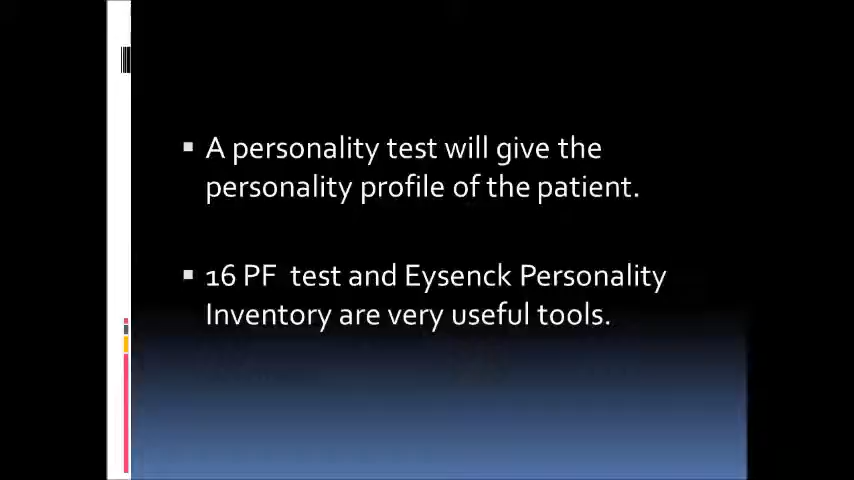 ▪ A personality test will give the
personality profile of the patient.
▪ 16 PF test and Eysenck Personality
Inventory are very useful tools.